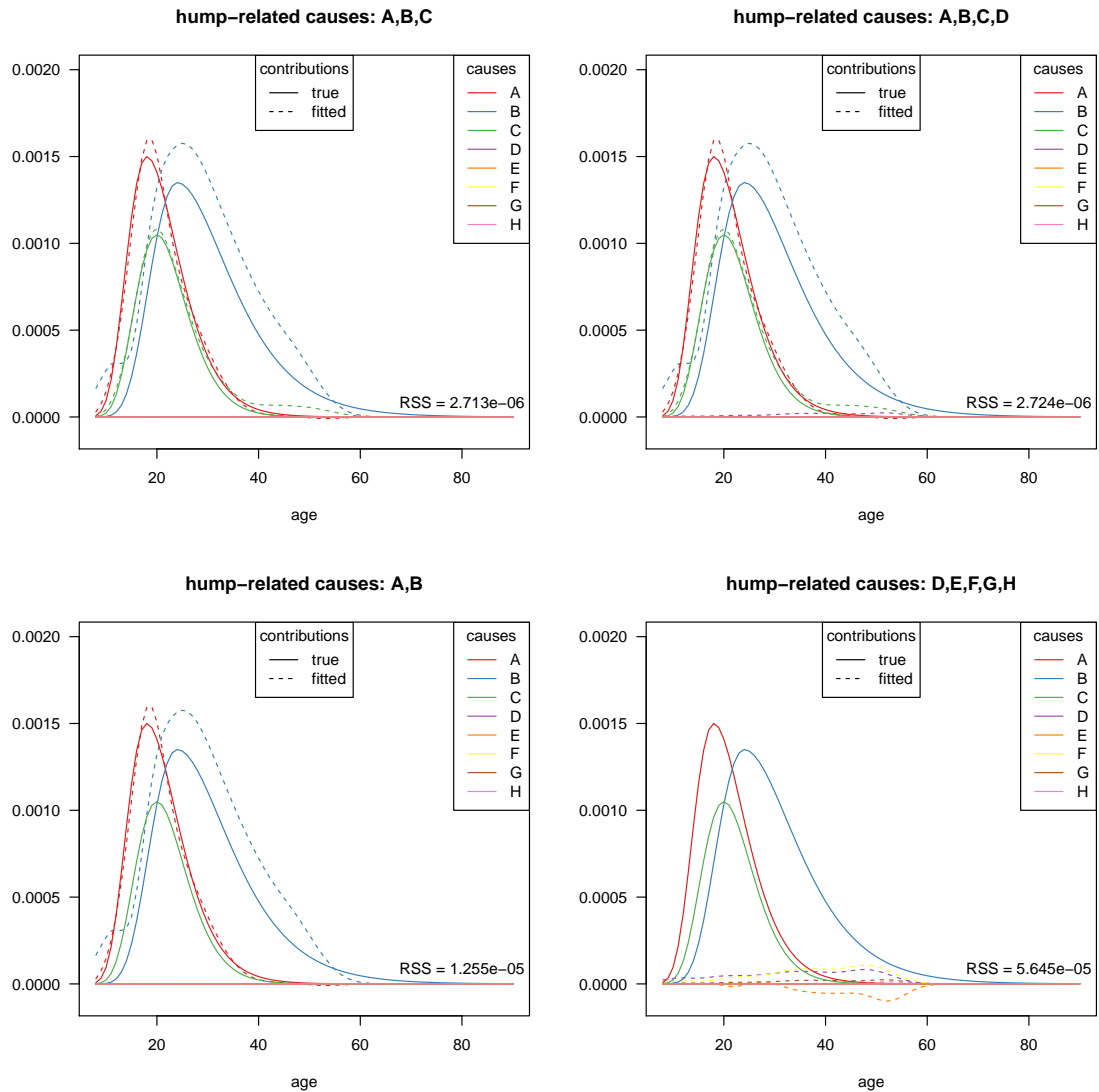 hump−related causes: A,B,C
0.0020
0.0015
0.0010
0.0005
0.0000
contributions
true
fitted
causes
A
B
C
D
E
F
G
H
RSS = 2.713e−06
20
40
60
80
age
hump−related causes: A,B,C,D
0.0020
0.0015
0.0010
0.0005
0.0000
contributions
true
fitted
causes
A
B
C
D
E
F
G
H
RSS = 2.724e−06
20
40
60
80
age
hump−related causes: A,B
0.0020
0.0015
0.0010
0.0005
0.0000
contributions
true
fitted
causes
A
B
C
D
E
F
G
H
RSS = 1.255e−05
20
40
60
80
age
hump−related causes: D,E,F,G,H
0.0020
0.0015
0.0010
0.0005
0.0000
contributions
true
fitted
causes
A
B
C
D
E
F
G
H
RSS = 5.645e−05
20
40
60
80
age